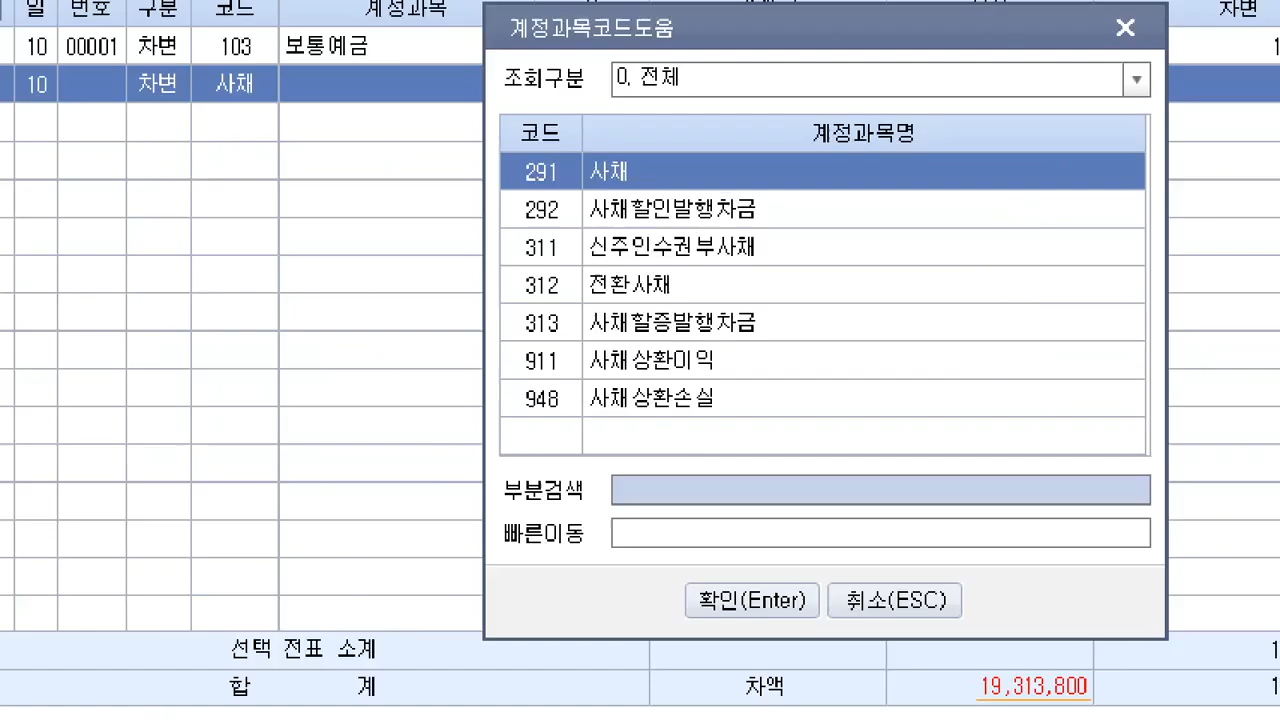 일 번호 구분 코드 계정과목 차변
10 00001 차변 103 보통예금 1
10 차변 사채
계정과목코드도움
조회구분 0. 전체
코드 계정과목명
291 사채
292 사채할인발행차금
311 신주인수권부사채
312 전환사채
313 사채할증발행차금
911 사채상환이익
948 사채상환손실
부분검색
빠른이동
확인(Enter) 취소(ESC)
선택 전표 소계 1
합 계 차액 19,313,800 1